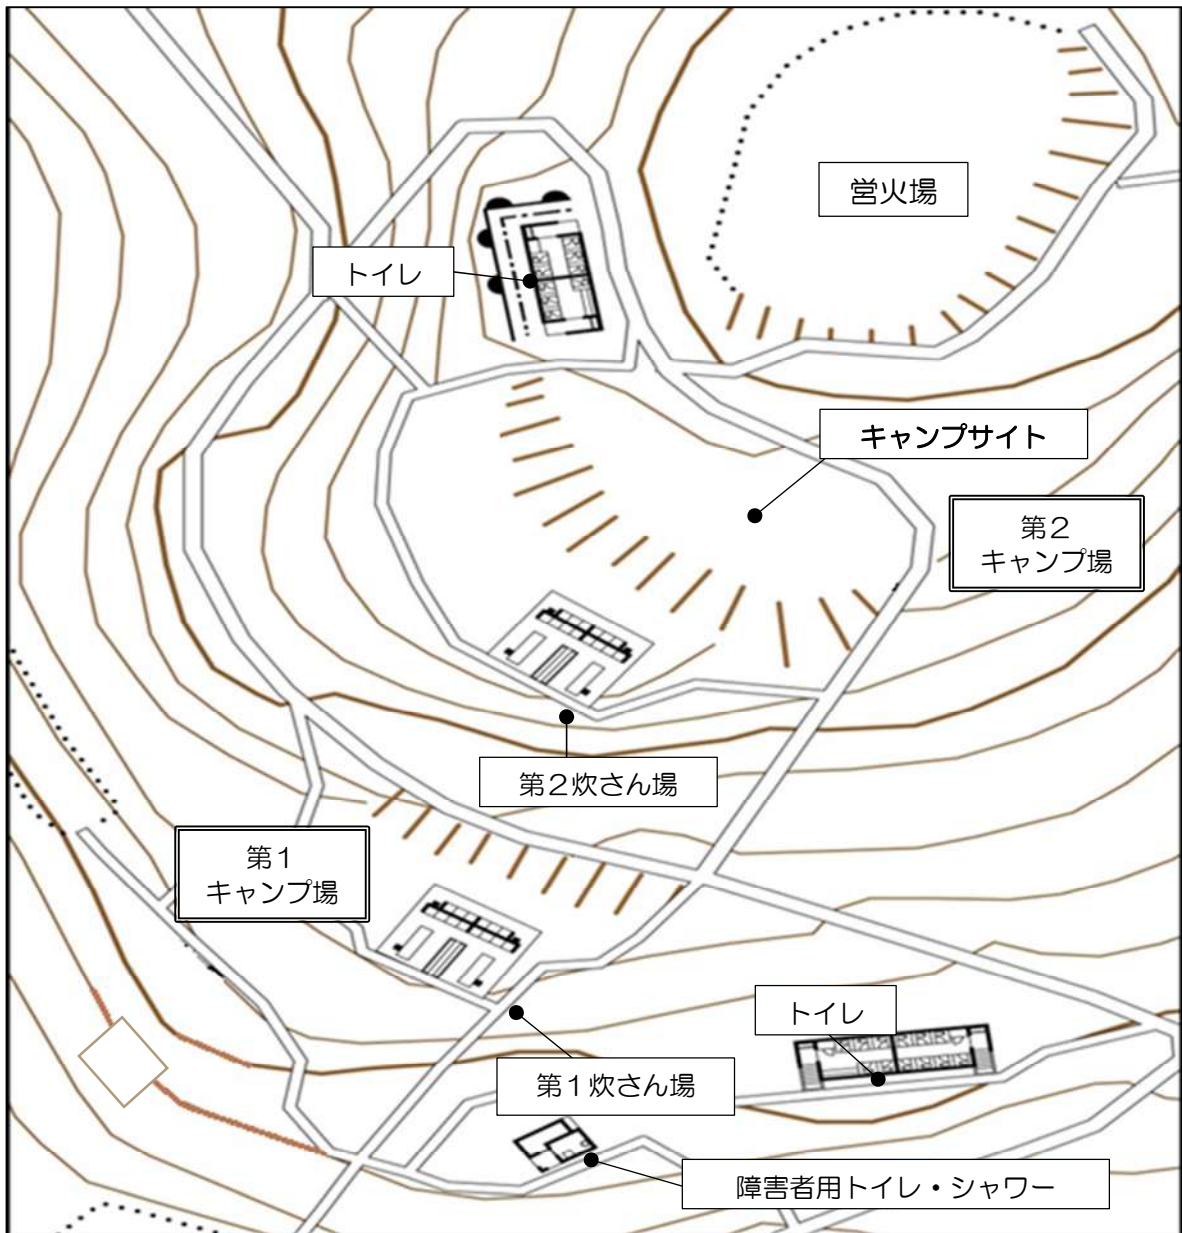 営火場
トイレ
キャンプサイト
第2
キャンプ場
第2炊さん場
第1
キャンプ場
トイレ
第1炊さん場
障害者用トイレ・シャワー